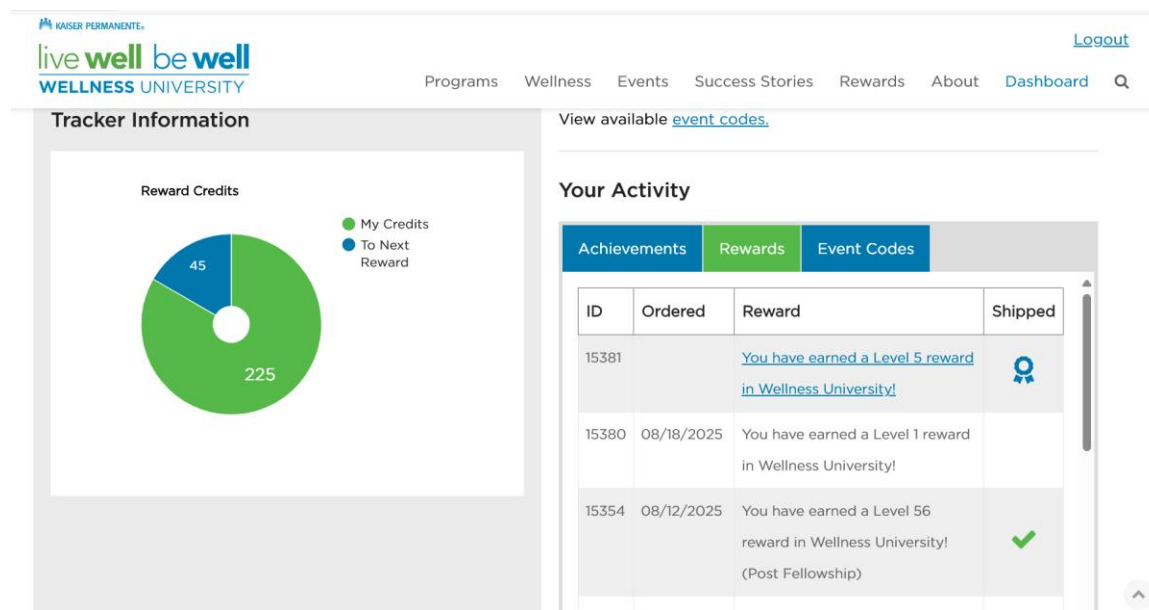 KAISER PERMANENTE®
live well be well
WELLNESS UNIVERSITY
Logout
Programs Wellness Events Success Stories Rewards About Dashboard
Tracker Information
Reward Credits
My Credits
To Next
Reward
45
225
View available event codes.
Your Activity
Achievements Rewards Event Codes
ID Ordered Reward Shipped
15381 You have earned a Level 5 reward
in Wellness University!
15380 08/18/2025 You have earned a Level 1 reward
in Wellness University!
15354 08/12/2025 You have earned a Level 56
reward in Wellness University!
(Post Fellowship)